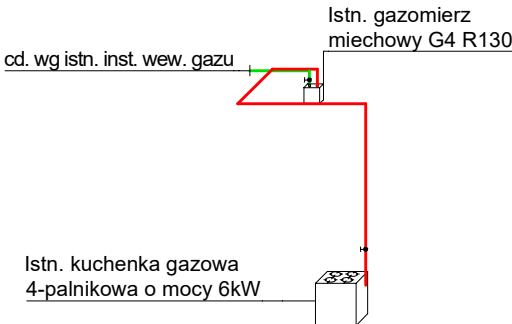 Istn. gazomierz
miechowy G4 R130
cd. wg istn. inst. wew. gazu
Istn. kuchenka gazowa
4-palnikowa o mocy 6kW